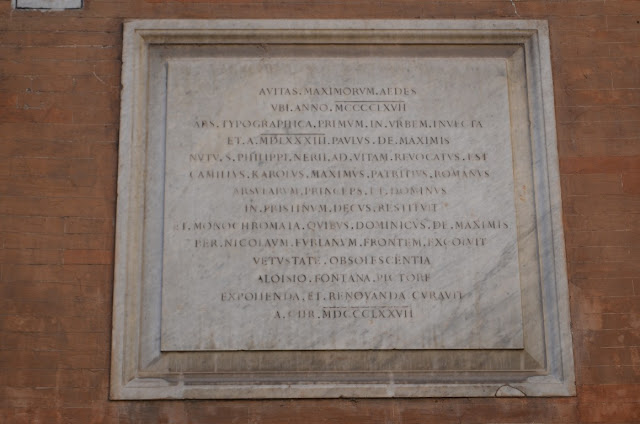 AVITAS.MAXIMORVM.AEDES
VBI.ANNO.MCCCCLXVII
ARS.TYPOGRAPHICA.PRIMVM.IN.VRBEM.INVECTA
ET.A.MDLXXXIII.PAVLVS.DE.MAXIMIS
NVTV.S.PHILIPPI.NERII.AD.VITAM.REVOCATVS.EST
CAMILLVS.KAROLVS.MAXIMVS.PATRITIVS.ROMANVS
ARSVLARVM.PRINCEPS.ET.DOMINVS
IN.PRISTINVM.DECVS.RESTITVIT
ET.MONOCHROMATA.QVIBVS.DOMINICVS.DE.MAXIMIS
PER.NICOLAVM.FVRIANVM.FRONTEM.EXCOLVIT
VETVSTATE.OBSOLESCENTIA
ALOISIO.FONTANA.PICTORE
EXPOLIENDA.ET.RENOVANDA.CVRAVIT
A.CHR.MDCCCLXXVII